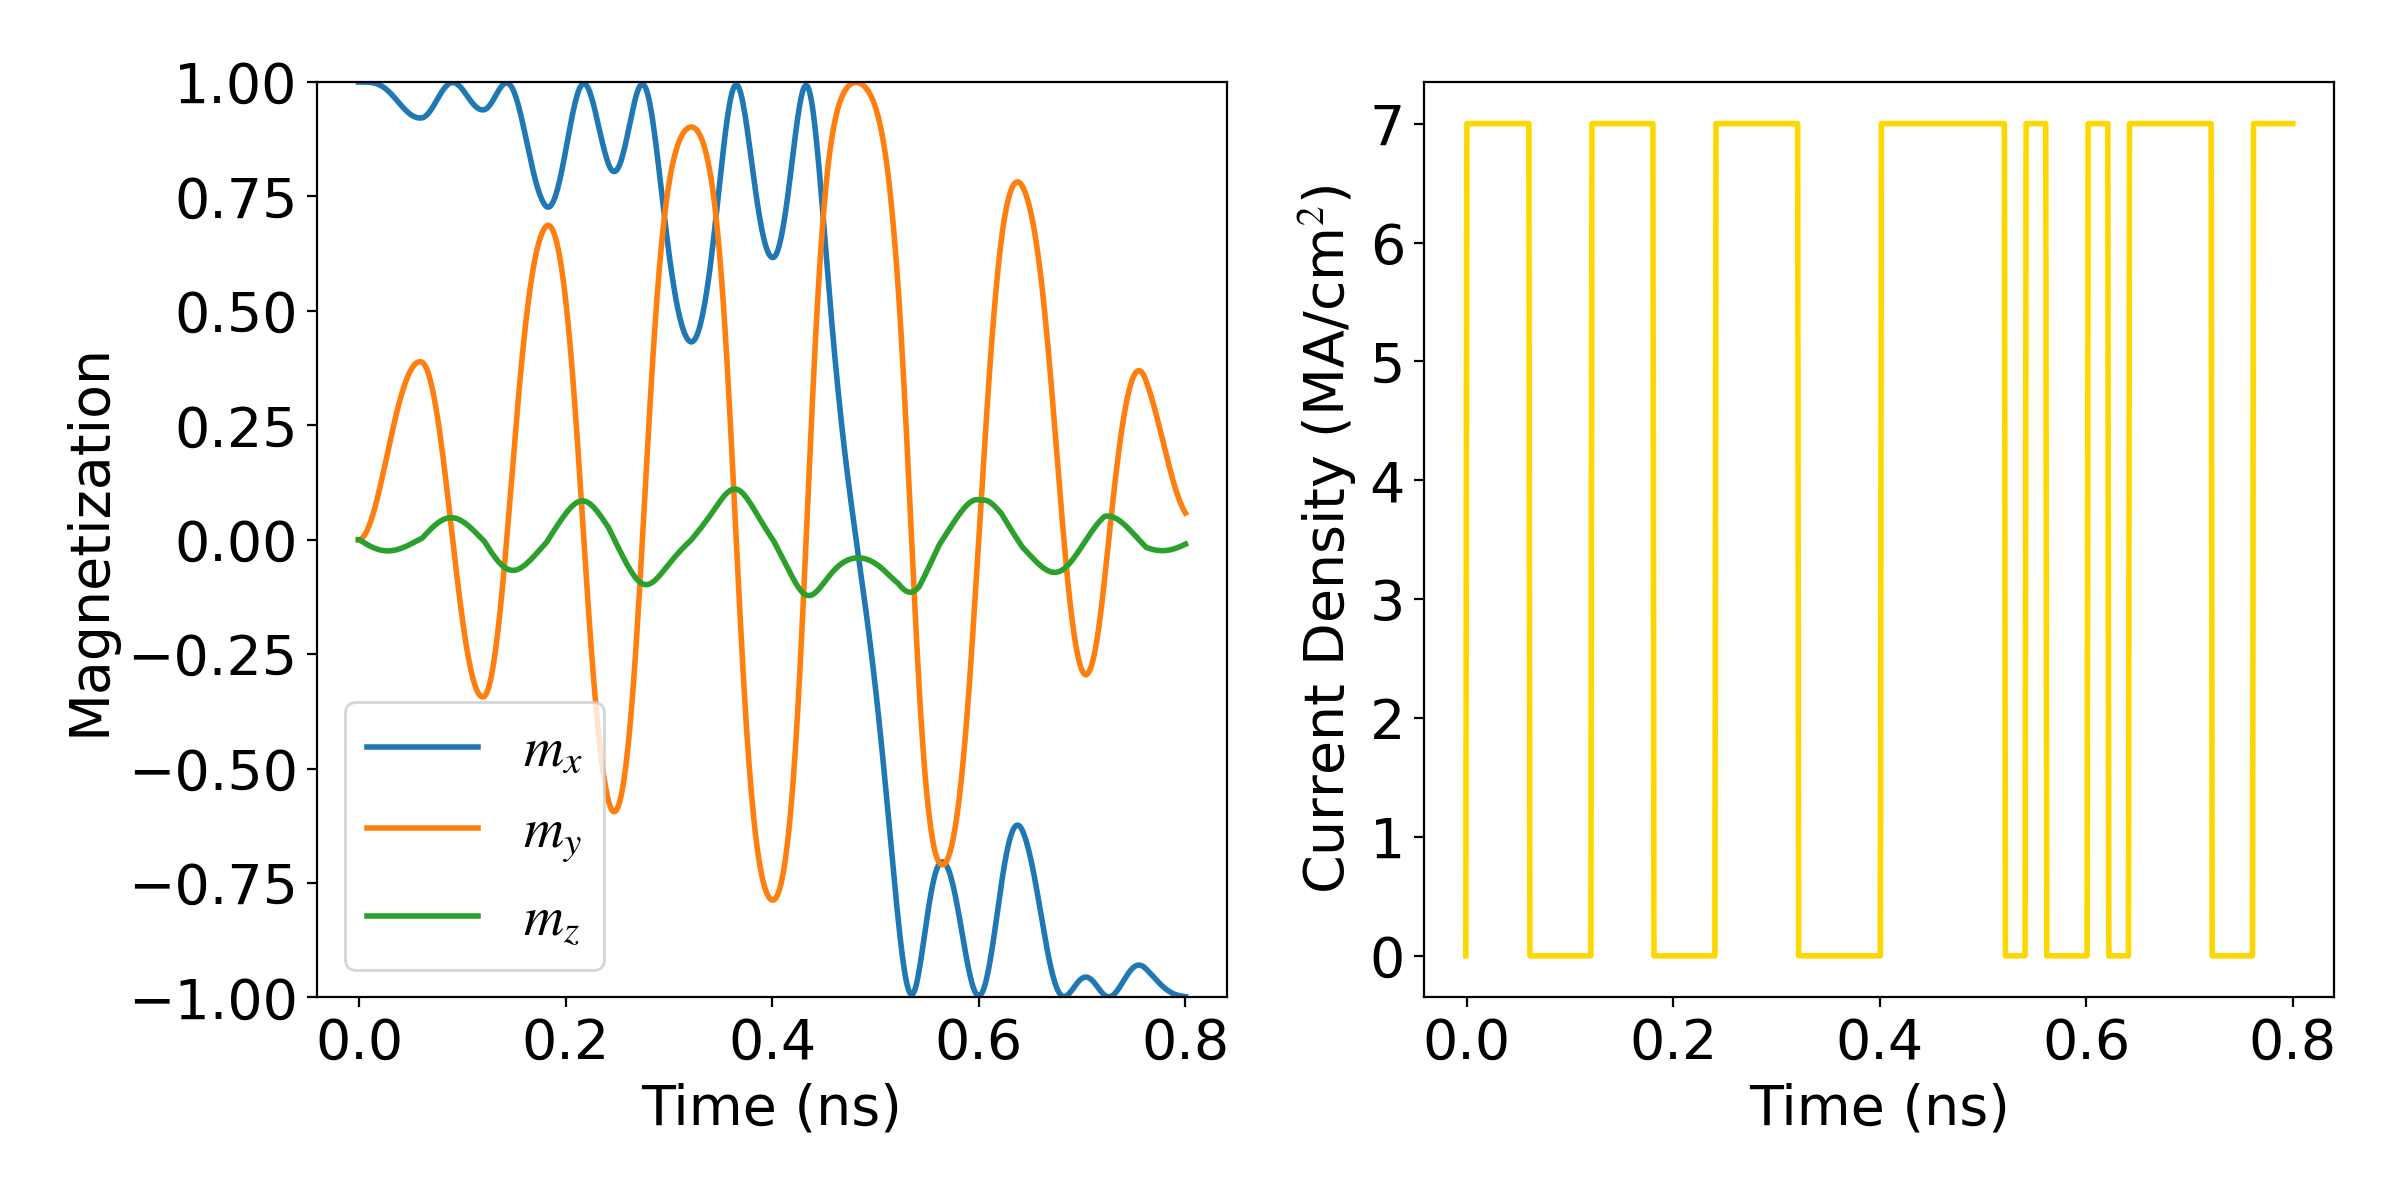 1.00
0.75
0.50
0.25
0.00
−0.25
−0.50
−0.75
−1.00
Magnetization
m_x
m_y
m_z
0.0 0.2 0.4 0.6 0.8
Time (ns)
7
6
5
4
3
2
1
0
Current Density (MA/cm²)
0.0 0.2 0.4 0.6 0.8
Time (ns)